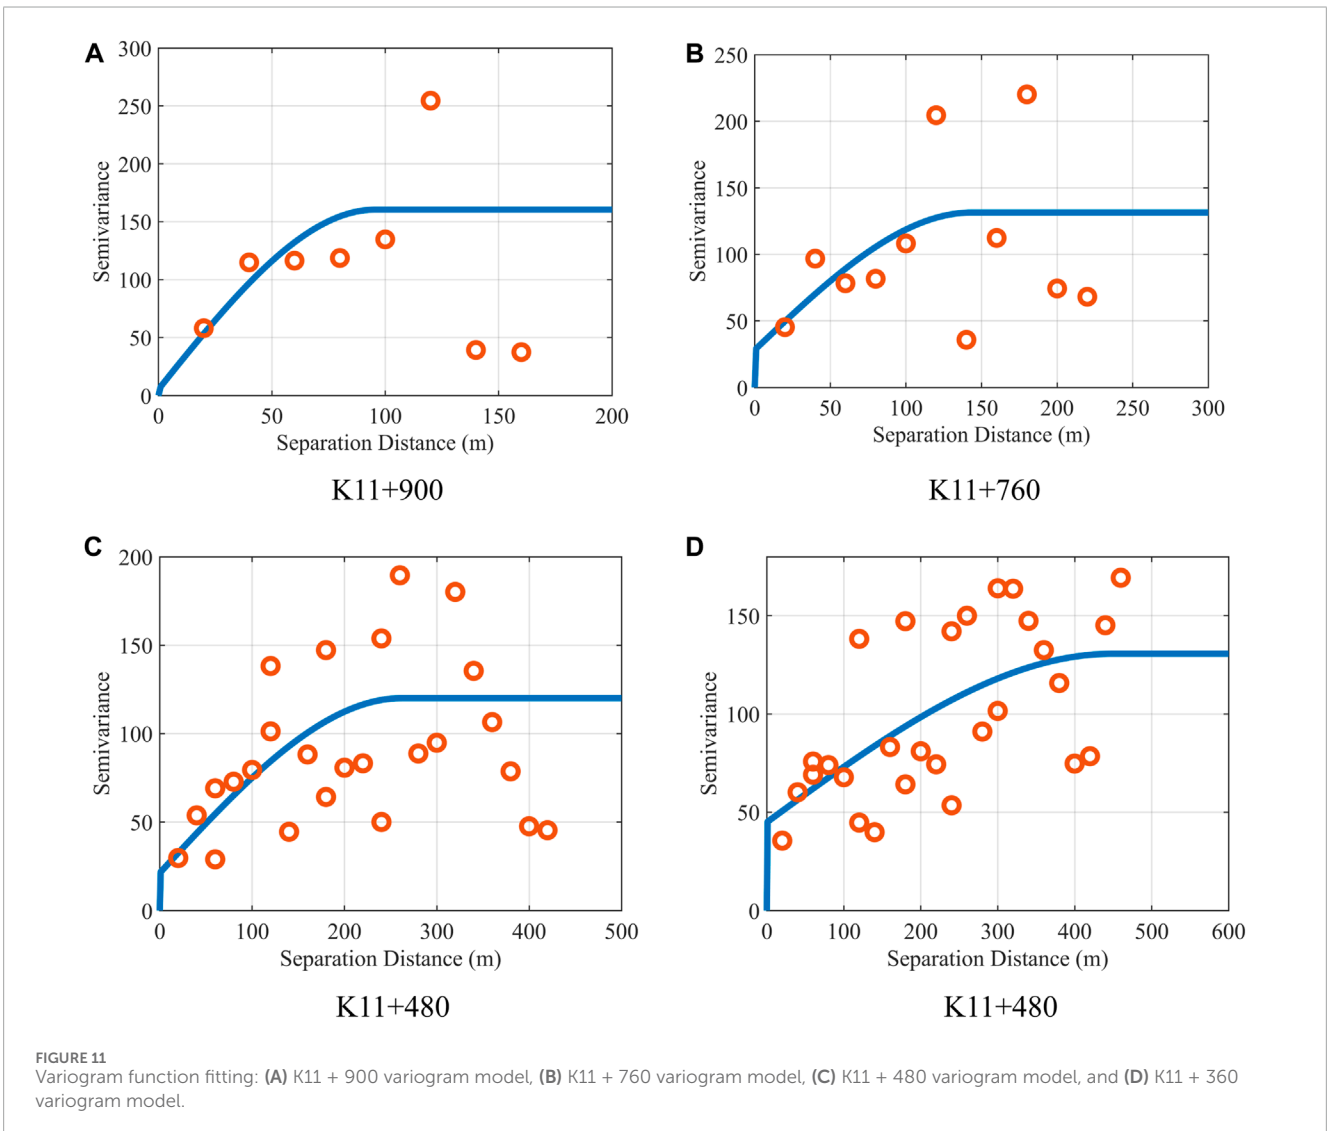 A
300
250
200
150
100
50
0
0 50 100 150 200
Semivariance
Separation Distance (m)
K11+900
B
250
200
150
100
50
0
0 50 100 150 200 250 300
Semivariance
Separation Distance (m)
K11+760
C
200
150
100
50
0
0 100 200 300 400 500
Semivariance
Separation Distance (m)
K11+480
D
150
100
50
0
0 100 200 300 400 500 600
Semivariance
Separation Distance (m)
K11+480
FIGURE 11
Variogram function fitting: (A) K11 + 900 variogram model, (B) K11 + 760 variogram model, (C) K11 + 480 variogram model, and (D) K11 + 360
variogram model.